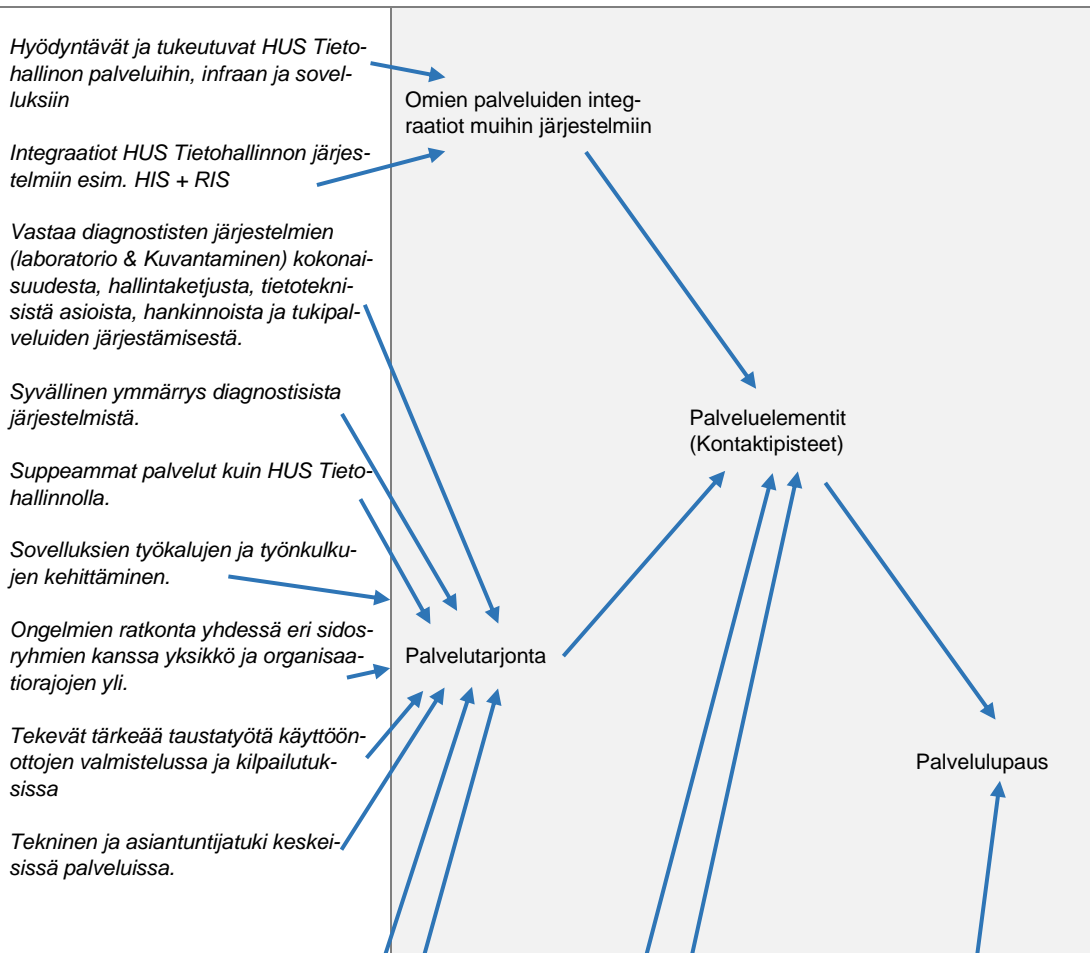 Hyödyntävät ja tukeutuvat HUS Tieto-
hallinon palveluihin, infraan ja sovel-
luksiin
Integraatiot HUS Tietohallinnon järjes-
telmiin esim. HIS + RIS
Vastaa diagnostisten järjestelmien
(laboratorio & Kuvantaminen) kokonai-
suudesta, hallintaketjusta, tietotekni-
sistä asioista, hankinnoista ja tukipal-
veluiden järjestämisestä.
Syvällinen ymmärrys diagnostisista
järjestelmistä.
Suppeammat palvelut kuin HUS Tieto-
hallinnolla.
Sovelluksien työkalujen ja työnkulku-
jen kehittäminen.
Ongelmien ratkonta yhdessä eri sidos-
ryhmien kanssa yksikkö ja organisaa-
tiorajojen yli.
Tekevät tärkeää taustatyötä käyttöön-
ottojen valmistelussa ja kilpailutuk-
sissa
Tekninen ja asiantuntijatuki keskei-
sissä palveluissa.
Omien palveluiden integ-
raatiot muihin järjestelmiin
Palvelutarjonta
Palveluelementit
(Kontaktipisteet)
Palvelulupaus